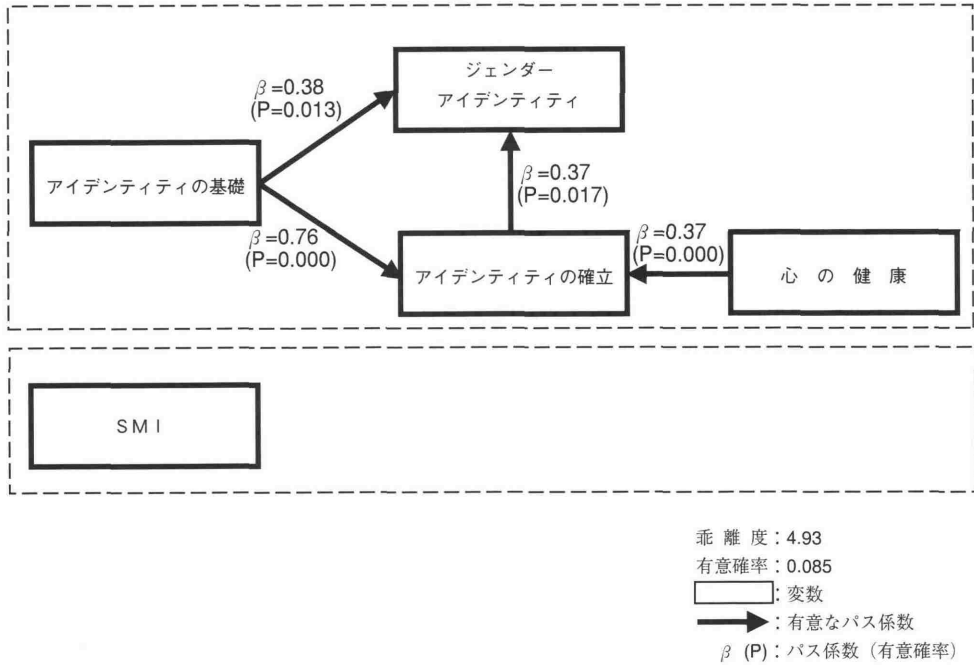 ジェンダー
アイデンティティ
β=0.38
(P=0.013)
アイデンティティの基礎
β=0.37
(P=0.017)
β=0.76
(P=0.000)
アイデンティティの確立
β=0.37
(P=0.000)
心 の 健 康
SMI
乖 離 度：4.93
有意確率：0.085
：変数
：有意なパス係数
β (P)：パス係数（有意確率）